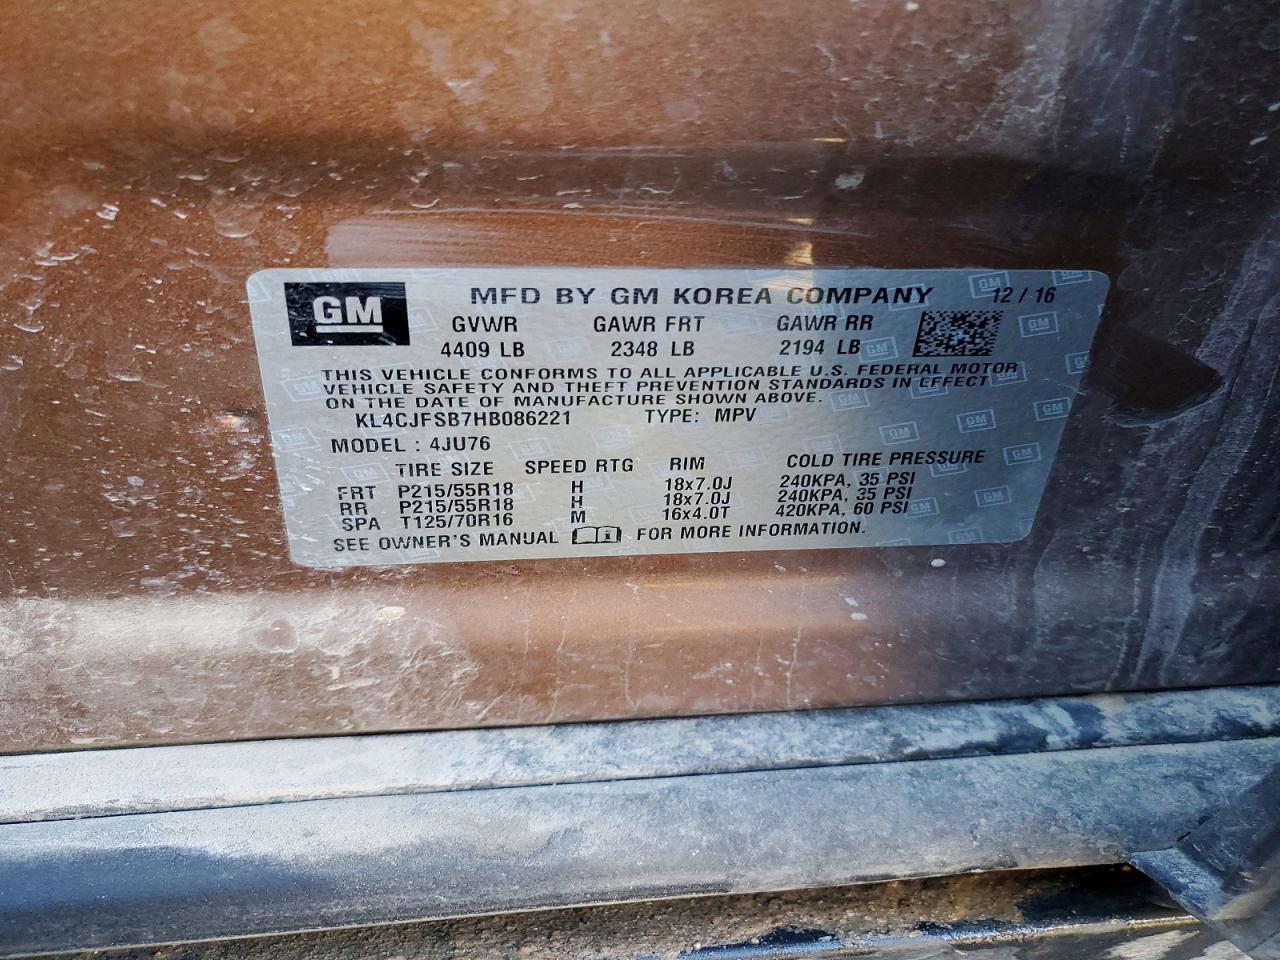 GM MFD BY GM KOREA COMPANY 12/16
GVWR GAWR FRT GAWR RR
4409 LB 2348 LB 2194 LB
THIS VEHICLE CONFORMS TO ALL APPLICABLE U.S. FEDERAL MOTOR
VEHICLE SAFETY AND THEFT PREVENTION STANDARDS IN EFFECT
ON THE DATE OF MANUFACTURE SHOWN ABOVE.
KL4CJFSB7HB086221 TYPE: MPV
MODEL : 4JU76
TIRE SIZE SPEED RTG RIM COLD TIRE PRESSURE
FRT P215/55R18 H 18x7.0J 240KPA, 35 PSI
RR P215/55R18 H 18x7.0J 240KPA, 35 PSI
SPA T125/70R16 M 16x4.0T 420KPA, 60 PSI
SEE OWNER'S MANUAL FOR MORE INFORMATION.